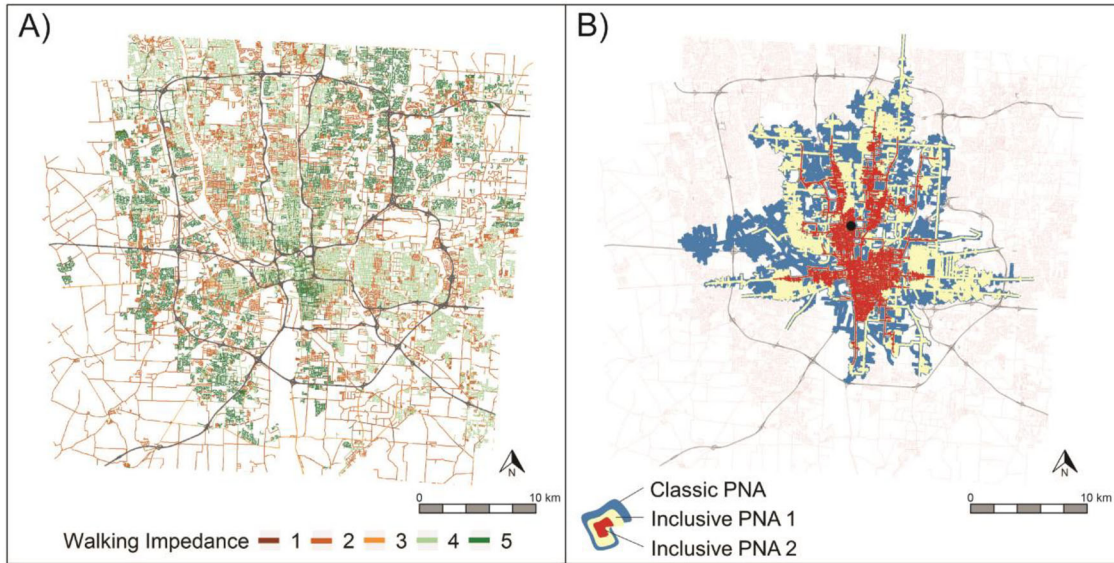 A)
N
0 10 km
Walking Impedance 1 2 3 4 5
B)
N
0 10 km
Classic PNA
Inclusive PNA 1
Inclusive PNA 2